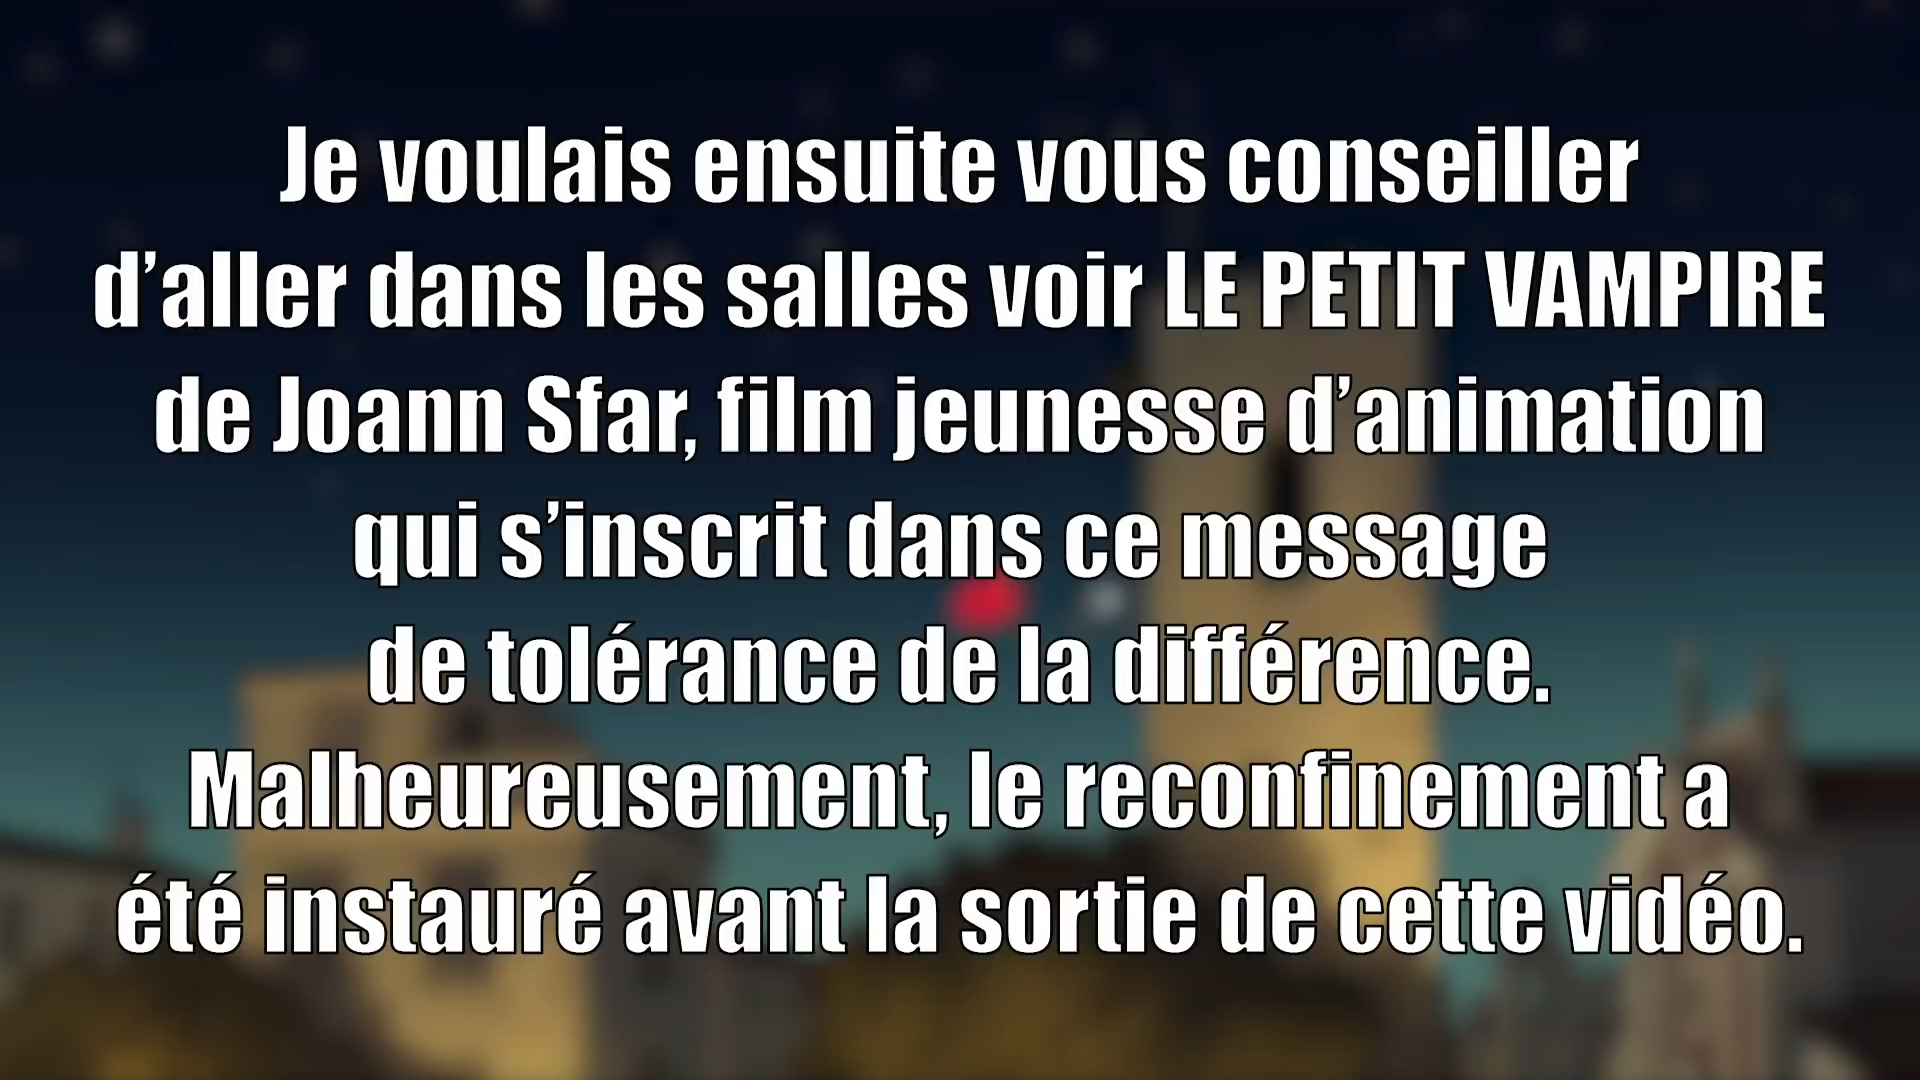 Je voulais ensuite vous conseiller
d’aller dans les salles voir LE PETIT VAMPIRE
de Joann Sfar, film jeunesse d’animation
qui s’inscrit dans ce message
de tolérance de la différence.
Malheureusement, le reconfinement a
été instauré avant la sortie de cette vidéo.